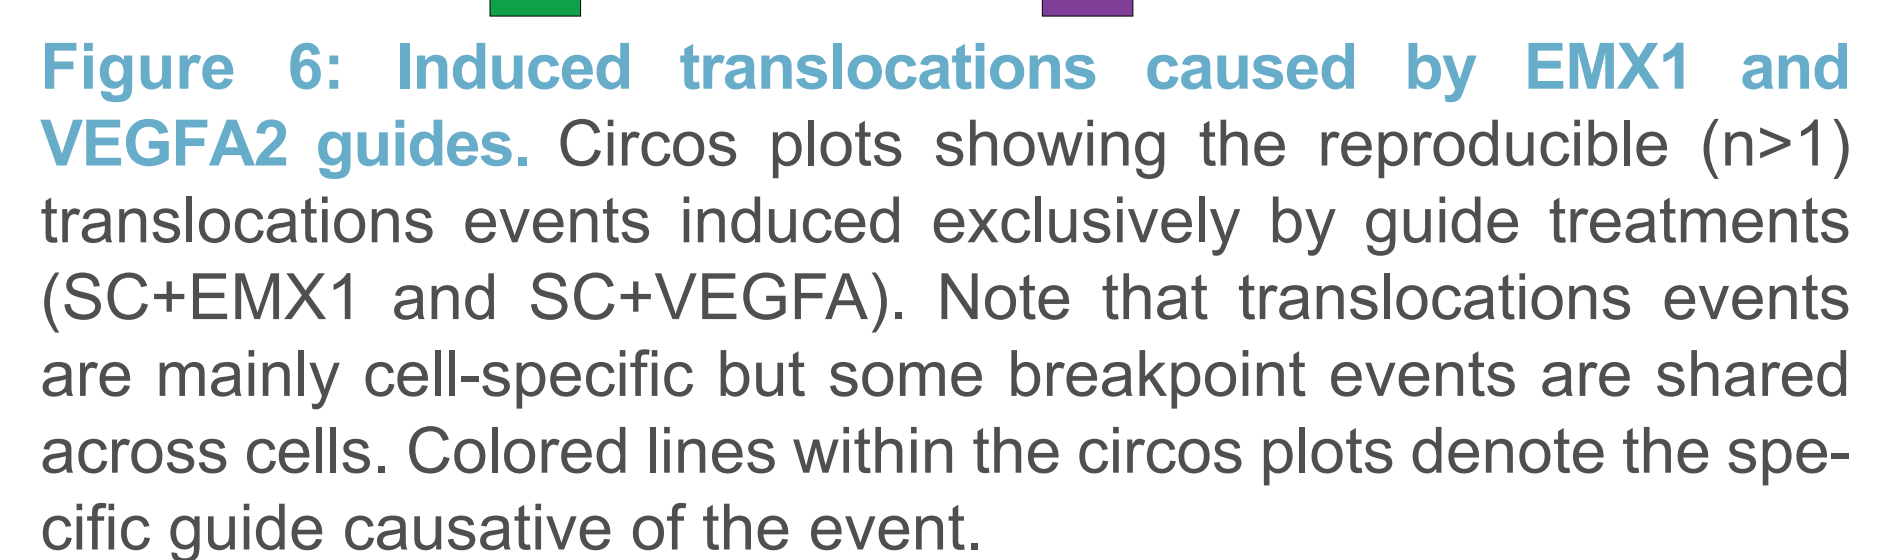 Figure 6: Induced translocations caused by EMX1 and
VEGFA2 guides. Circos plots showing the reproducible (n>1)
translocations events induced exclusively by guide treatments
(SC+EMX1 and SC+VEGFA). Note that translocations events
are mainly cell-specific but some breakpoint events are shared
across cells. Colored lines within the circos plots denote the spe-
cific guide causative of the event.